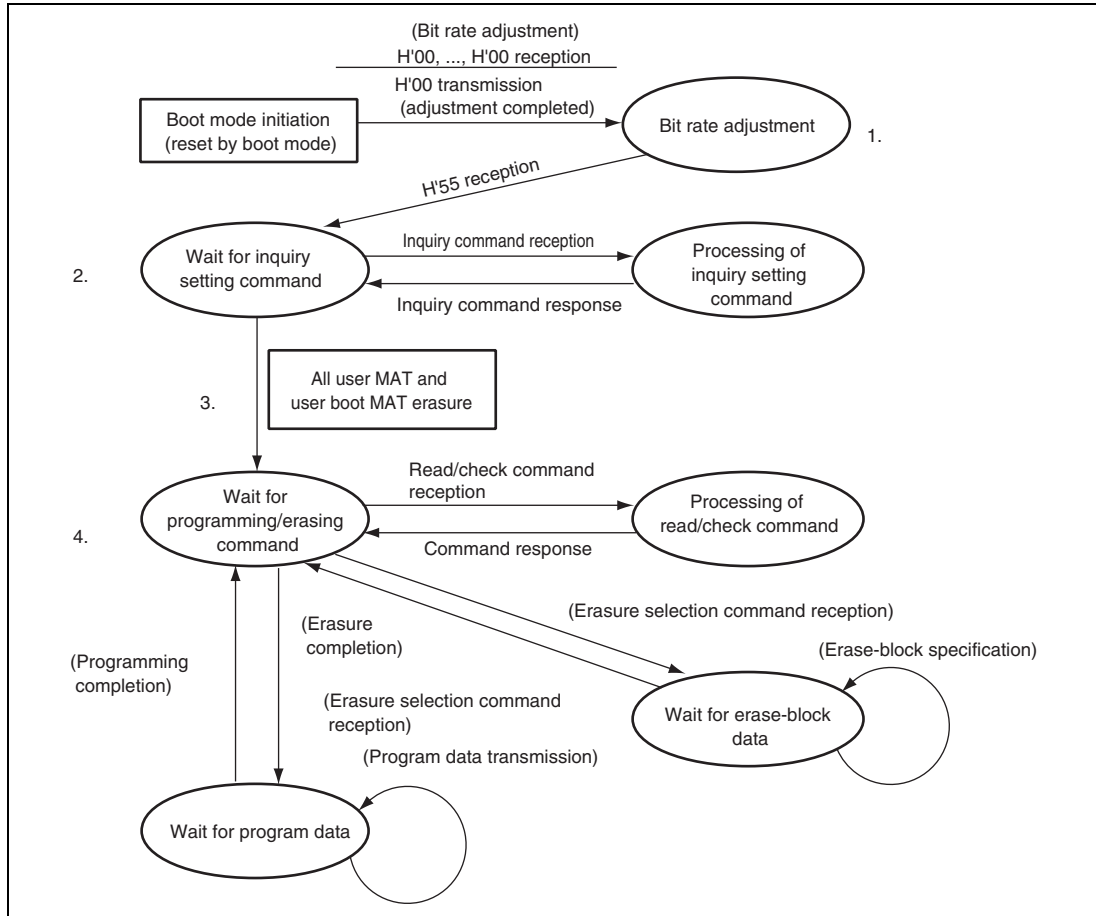 (Bit rate adjustment)
H'00, ..., H'00 reception
H'00 transmission
(adjustment completed)
Boot mode initiation
(reset by boot mode)
Bit rate adjustment
1.
H'55 reception
2.
Wait for inquiry
setting command
Inquiry command reception
Inquiry command response
Processing of
inquiry setting
command
3.
All user MAT and
user boot MAT erasure
4.
Wait for
programming/erasing
command
Read/check command
reception
Command response
Processing of
read/check command
(Erasure selection command reception)
(Erasure
completion)
(Programming
completion)
(Erase-block specification)
(Erasure selection command
reception)
Wait for erase-block
data
(Program data transmission)
Wait for program data